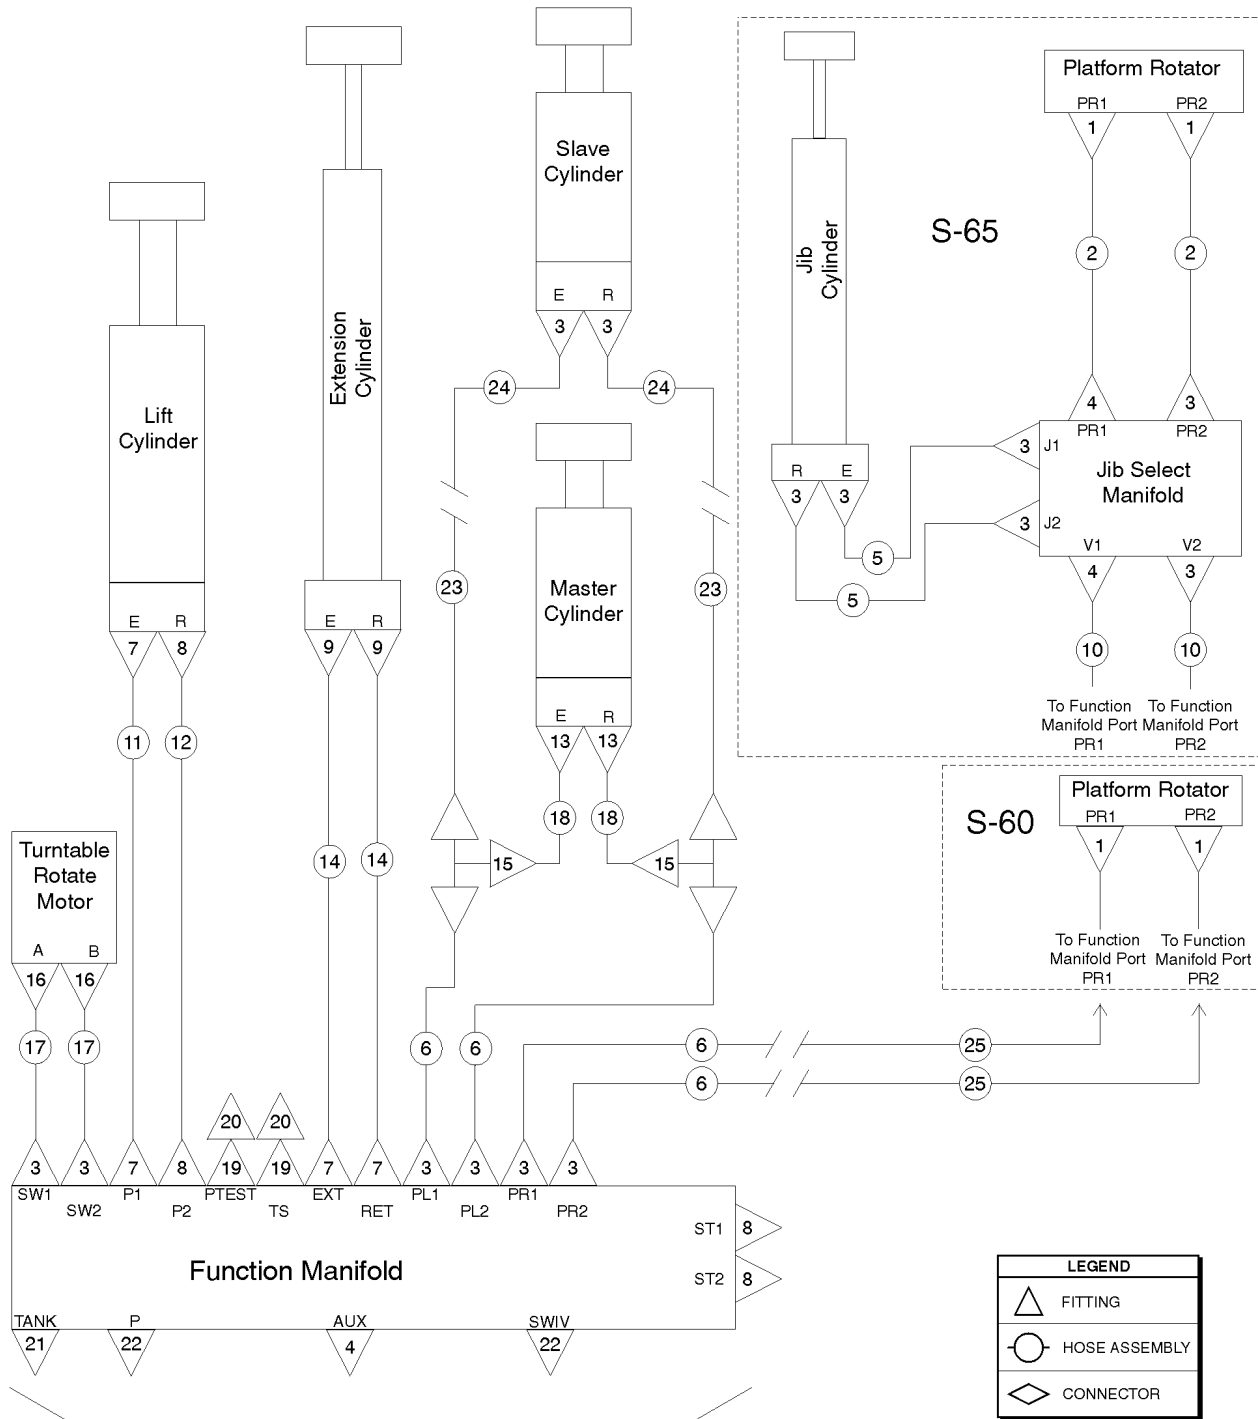 Slave
Cylinder
E R
3 3
24 24
Extension
Cylinder
E R
9 9
14 14
Lift
Cylinder
E R
7 8
11 12
Master
Cylinder
E R
13 13
18 18
23 23
15 15
6 6
Turntable
Rotate
Motor
A B
16 16
17 17
S-65
Jib
Cylinder
R E
3 3
5
5
Platform Rotator
PR1 PR2
1 1
2 2
4 3
PR1 PR2
3 J1
3 J2
Jib Select
Manifold
V1 V2
4 3
10 10
To Function
Manifold Port
PR1
To Function
Manifold Port
PR2
S-60
Platform Rotator
PR1 PR2
1 1
To Function
Manifold Port
PR1
To Function
Manifold Port
PR2
6 25
6 25
20 20
3 3 7 8 19 19 7 7 3 3 3 3
SW1 P1 PTEST EXT PL1 PR1
SW2 P2 TS RET PL2 PR2
ST1 8
ST2 8
Function Manifold
TANK P AUX SWIV
21 22 4 22
LEGEND
FITTING
HOSE ASSEMBLY
CONNECTOR